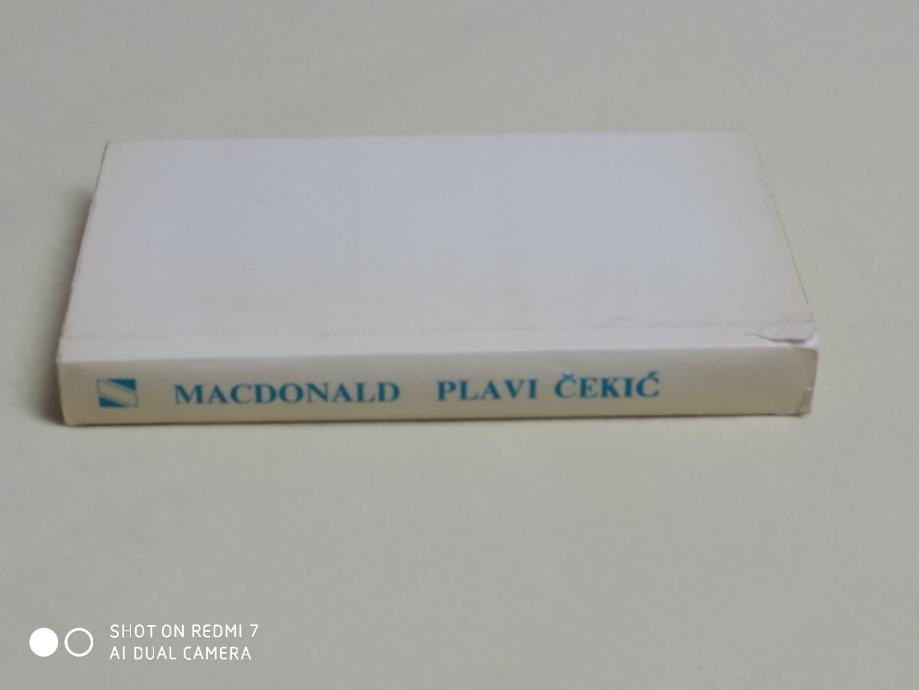 MACDONALD PLAVI ČEKIĆ
SHOT ON REDMI 7
AI DUAL CAMERA